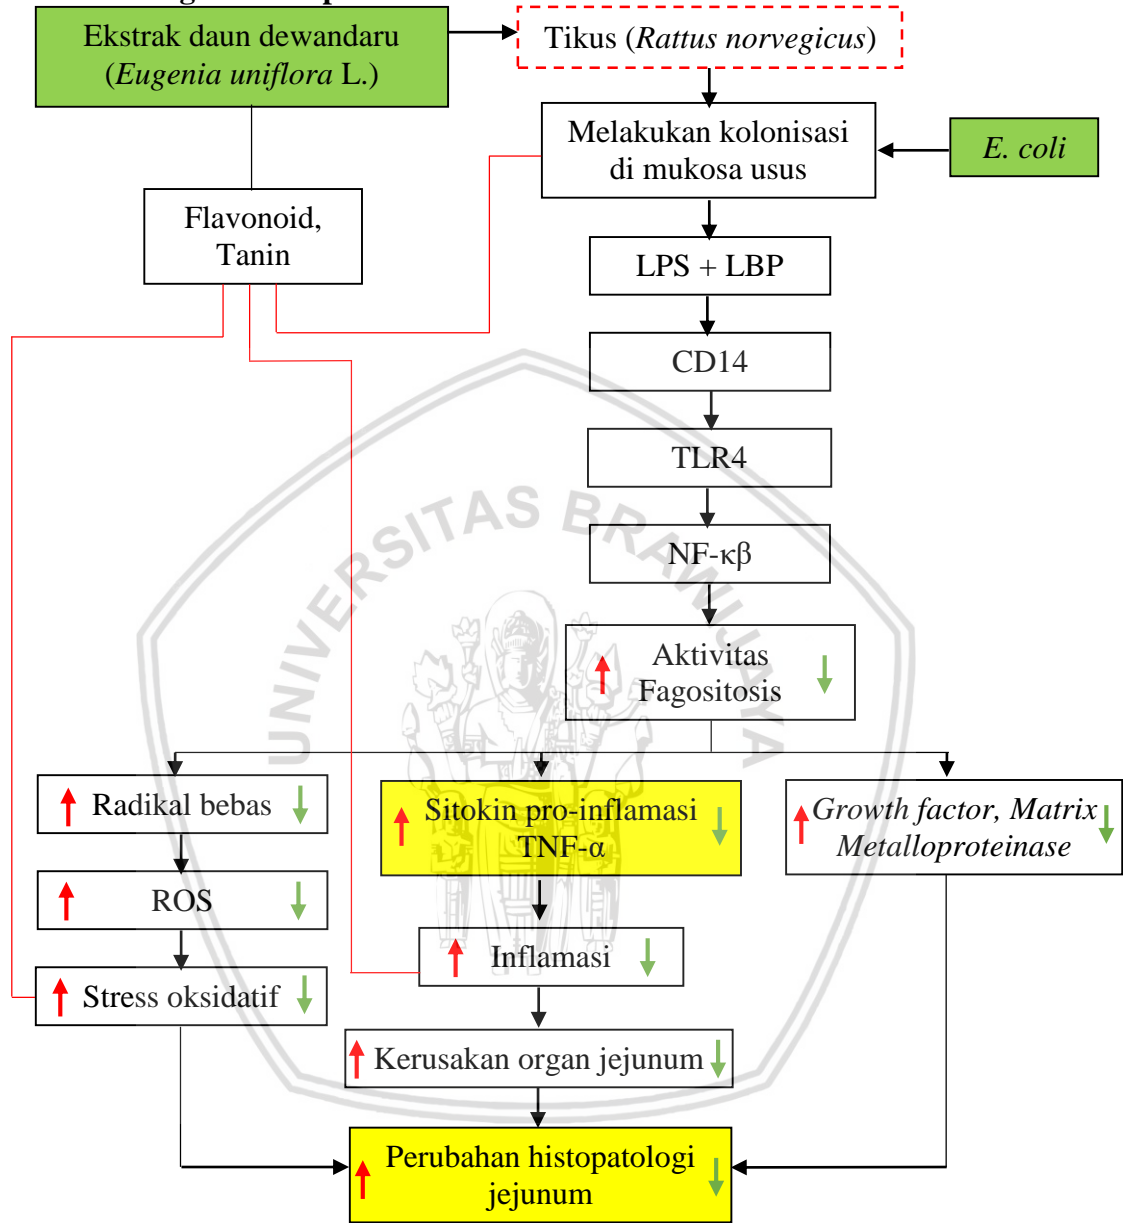 Ekstrak daun dewandaru
(Eugenia uniflora L.)
Tikus (Rattus norvegicus)
Melakukan kolonisasi
di mukosa usus
E. coli
Flavonoid,
Tanin
LPS + LBP
CD14
TLR4
NF-κβ
Aktivitas
Fagositosis
Radikal bebas
Sitokin pro-inflamasi
TNF-α
Growth factor, Matrix
Metalloproteinase
ROS
Inflamasi
Stress oksidatif
Kerusakan organ jejunum
Perubahan histopatologi
jejunum
UNIVERSITAS BRAWIJAYA